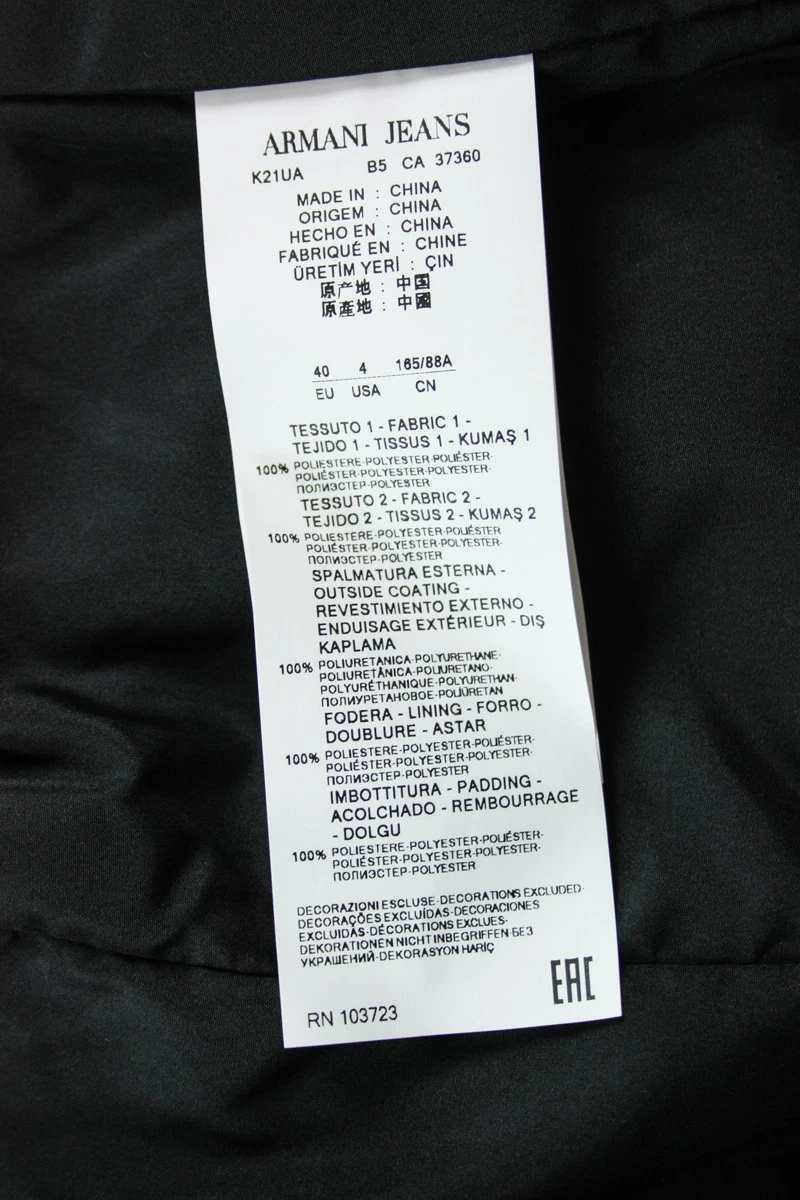 ARMANI JEANS
K21UA B5 CA 37360
MADE IN : CHINA
ORIGEM : CHINA
HECHO EN : CHINA
FABRIQUÉ EN : CHINE
ÜRETİM YERİ : ÇIN
原产地 : 中国
原產地 : 中國
40 4 165/88A
EU USA CN
TESSUTO 1 - FABRIC 1 -
TEJIDO 1 - TISSUS 1 - KUMAŞ 1
100% POLIESTERE-POLYESTER-POLIÉSTER-
POLIÉSTER-POLYESTER-POLYESTER-
ПОЛИЭСТЕР-POLYESTER
TESSUTO 2 - FABRIC 2 -
TEJIDO 2 - TISSUS 2 - KUMAŞ 2
100% POLIESTERE-POLYESTER-POLIÉSTER-
POLIÉSTER-POLYESTER-POLYESTER-
ПОЛИЭСТЕР-POLYESTER
SPALMATURA ESTERNA -
OUTSIDE COATING -
REVESTIMIENTO EXTERNO -
ENDUISAGE EXTÉRIEUR - DIŞ
KAPLAMA
100% POLIURETANICA-POLYURETHANE-
POLIURETÂNICA-POLIURETANO-
POLYURÉTHANIQUE-POLYURETHAN-
ПОЛИУРЕТАНОВОЕ-POLIÜRETAN
FODERA - LINING - FORRO -
DOUBLURE - ASTAR
100% POLIESTERE-POLYESTER-POLIÉSTER-
POLIÉSTER-POLYESTER-POLYESTER-
ПОЛИЭСТЕР-POLYESTER
IMBOTTITURA - PADDING -
ACOLCHADO - REMBOURRAGE
- DOLGU
100% POLIESTERE-POLYESTER-POLIÉSTER-
POLIÉSTER-POLYESTER-POLYESTER-
ПОЛИЭСТЕР-POLYESTER
DECORAZIONI ESCLUSE-DECORATIONS EXCLUDED-
DECORAÇÕES EXCLUÍDAS-DECORACIONES
EXCLUIDAS-DÉCORATIONS EXCLUES-
DEKORATIONEN NICHT INBEGRIFFEN БЕЗ
УКРАШЕНИЙ-DEKORASYON HARİÇ
EAC
RN 103723